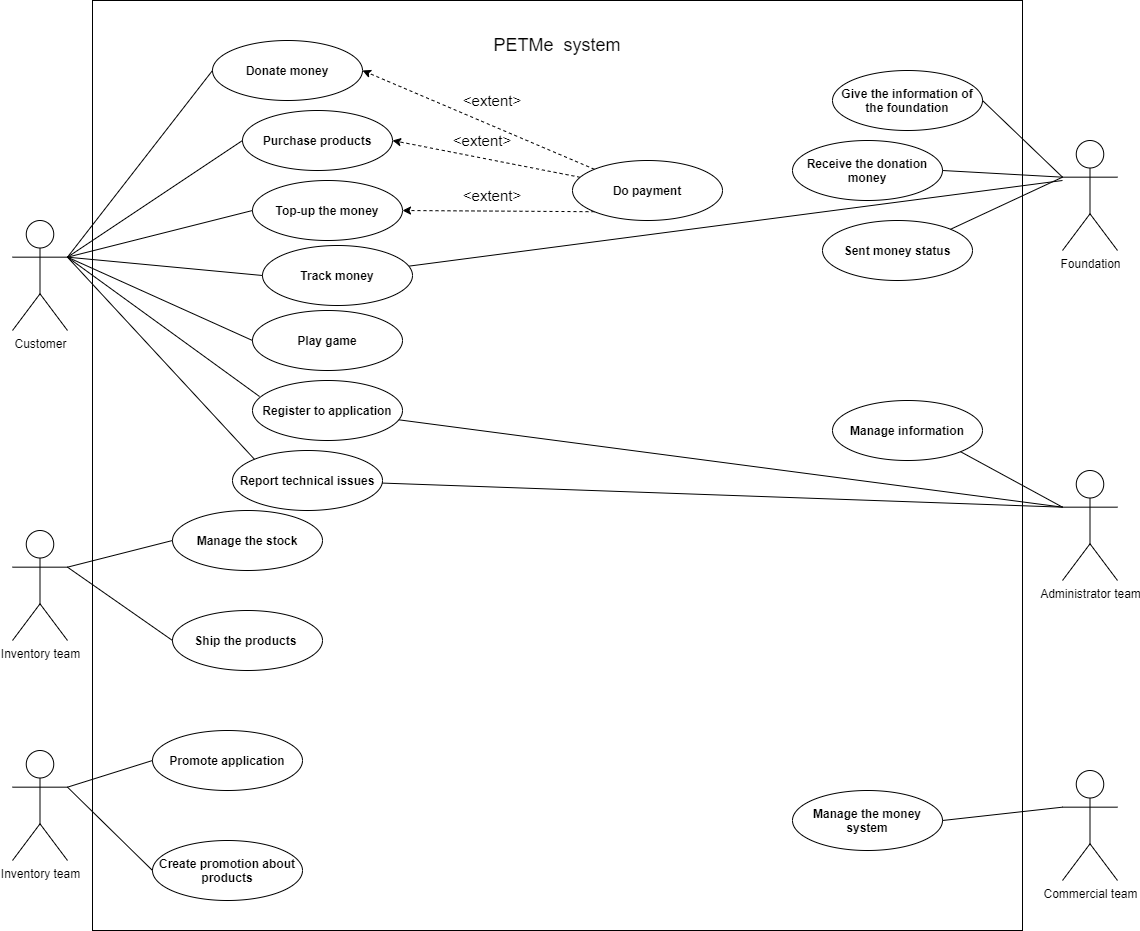 PETMe system
Donate money
<extent>
Give the information of
the foundation
Purchase products
<extent>
Receive the donation
money
Do payment
<extent>
Top-up the money
Sent money status
Foundation
Track money
Customer
Play game
Register to application
Manage information
Report technical issues
Manage the stock
Administrator team
Ship the products
Inventory team
Promote application
Manage the money
system
Create promotion about
products
Inventory team
Commercial team